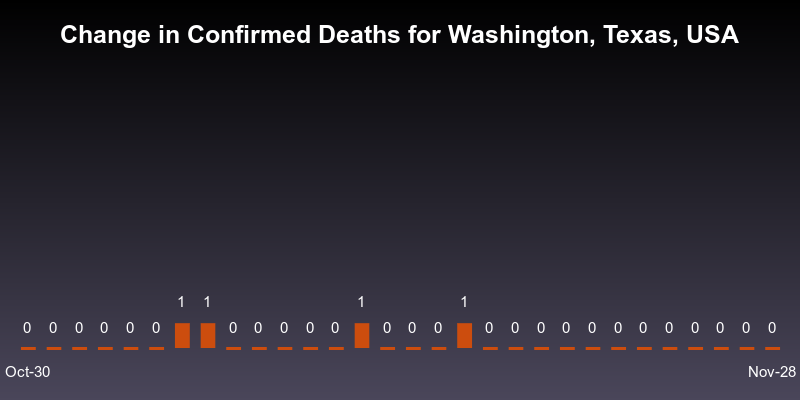 Change in Confirmed Deaths for Washington, Texas, USA
1 1 1 1
0 0 0 0 0 0 0 0 0 0 0 0 0 0 0 0 0 0 0 0 0 0 0 0 0 0
Oct-30 Nov-28